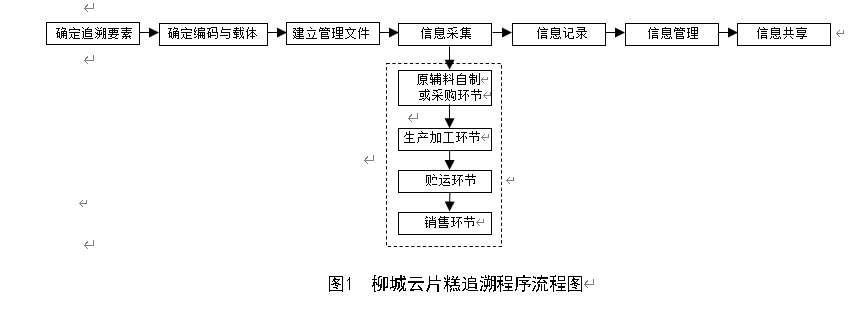 确定追溯要素
确定编码与载体
建立管理文件
信息采集
信息记录
信息管理
信息共享
原辅料自制
或采购环节
生产加工环节
贮运环节
销售环节
图1 柳城云片糕追溯程序流程图